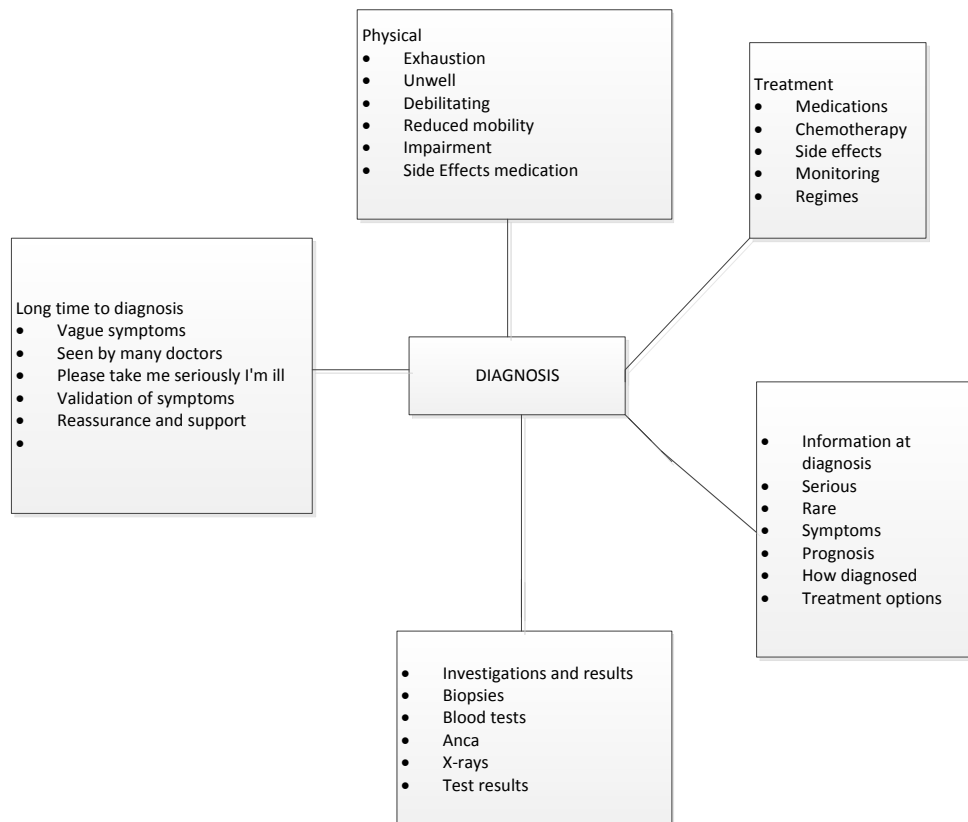 Physical
• Exhaustion
• Unwell
• Debilitating
• Reduced mobility
• Impairment
• Side Effects medication
Treatment
• Medications
• Chemotherapy
• Side effects
• Monitoring
• Regimes
Long time to diagnosis
• Vague symptoms
• Seen by many doctors
• Please take me seriously I'm ill
• Validation of symptoms
• Reassurance and support
•
DIAGNOSIS
• Information at
diagnosis
• Serious
• Rare
• Symptoms
• Prognosis
• How diagnosed
• Treatment options
• Investigations and results
• Biopsies
• Blood tests
• Anca
• X-rays
• Test results